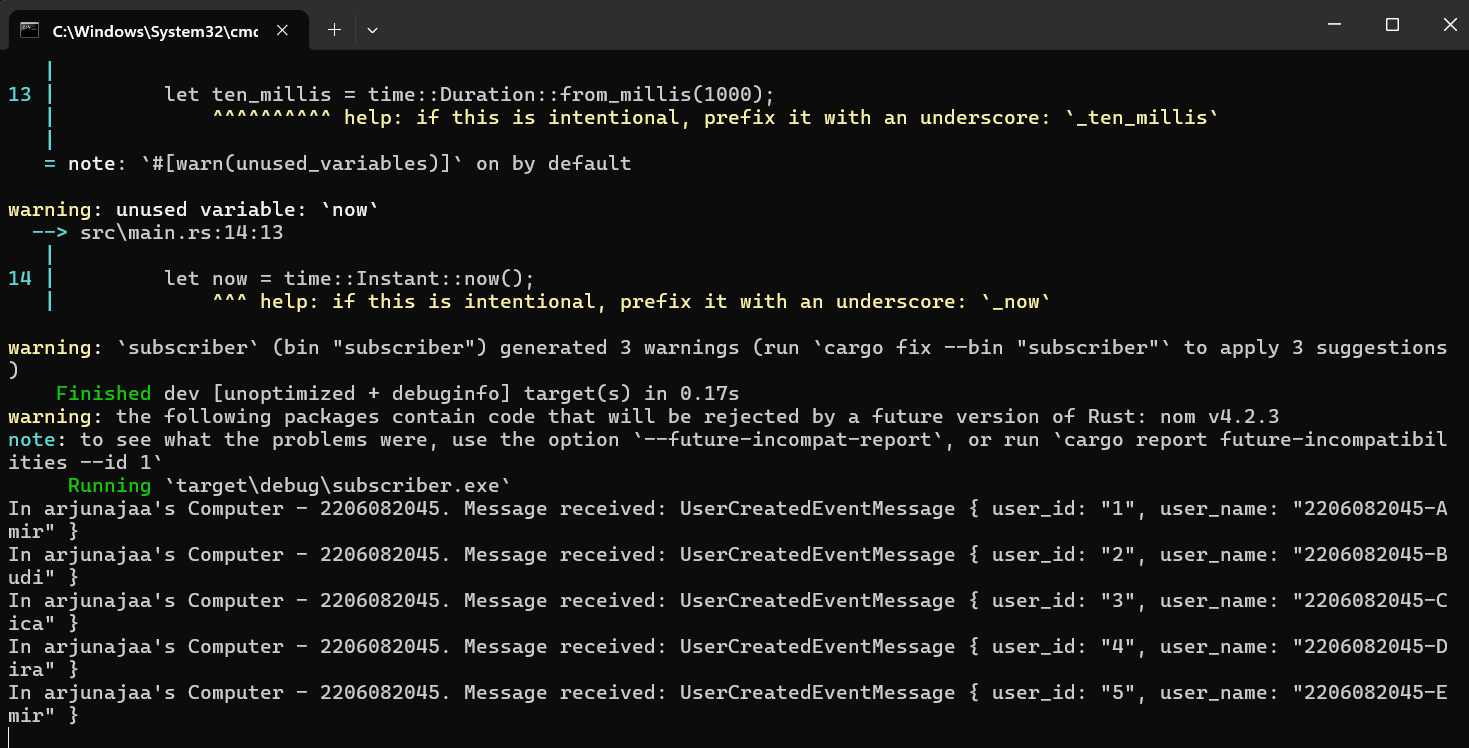 C:\Windows\System32\cmc
|
13 |         let ten_millis = time::Duration::from_millis(1000);
|             ^^^^^^^^^^ help: if this is intentional, prefix it with an underscore: `_ten_millis`
|
= note: `#[warn(unused_variables)]` on by default
warning: unused variable: `now`
--> src\main.rs:14:13
|
14 |         let now = time::Instant::now();
|             ^^^ help: if this is intentional, prefix it with an underscore: `_now`
warning: `subscriber` (bin "subscriber") generated 3 warnings (run `cargo fix --bin "subscriber"` to apply 3 suggestions
)
Finished dev [unoptimized + debuginfo] target(s) in 0.17s
warning: the following packages contain code that will be rejected by a future version of Rust: nom v4.2.3
note: to see what the problems were, use the option `--future-incompat-report`, or run `cargo report future-incompatibil
ities --id 1`
Running `target\debug\subscriber.exe`
In arjunajaa's Computer - 2206082045. Message received: UserCreatedEventMessage { user_id: "1", user_name: "2206082045-A
mir" }
In arjunajaa's Computer - 2206082045. Message received: UserCreatedEventMessage { user_id: "2", user_name: "2206082045-B
udi" }
In arjunajaa's Computer - 2206082045. Message received: UserCreatedEventMessage { user_id: "3", user_name: "2206082045-C
ica" }
In arjunajaa's Computer - 2206082045. Message received: UserCreatedEventMessage { user_id: "4", user_name: "2206082045-D
ira" }
In arjunajaa's Computer - 2206082045. Message received: UserCreatedEventMessage { user_id: "5", user_name: "2206082045-E
mir" }